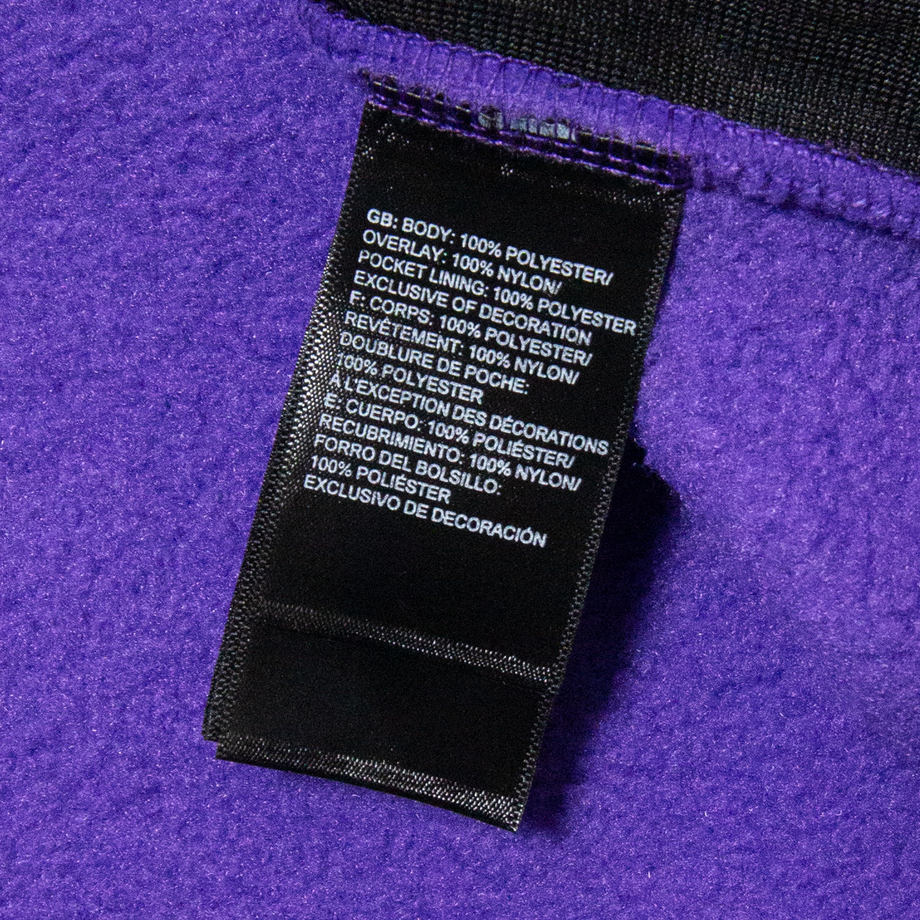 GB: BODY: 100% POLYESTER/
OVERLAY: 100% NYLON/
POCKET LINING: 100% POLYESTER
EXCLUSIVE OF DECORATION
F: CORPS: 100% POLYESTER/
REVÊTEMENT: 100% NYLON/
DOUBLURE DE POCHE:
100% POLYESTER
À L'EXCEPTION DES DÉCORATIONS
E: CUERPO: 100% POLIÉSTER/
RECUBRIMIENTO: 100% NYLON/
FORRO DEL BOLSILLO:
100% POLIÉSTER
EXCLUSIVO DE DECORACIÓN